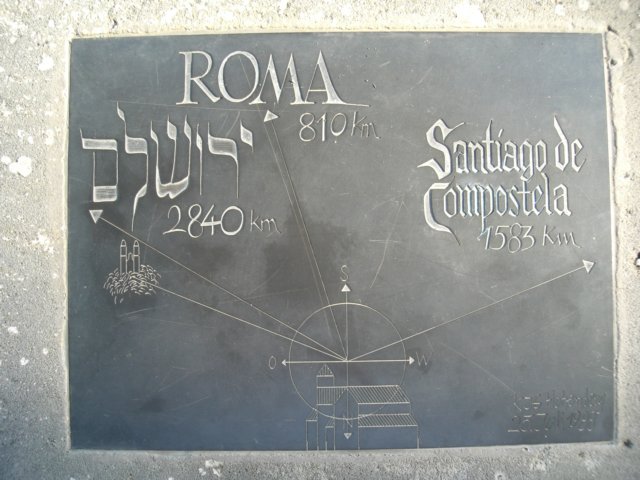 ROMA
810 km
ירושלם
2840 km
Santiago de
Compostela
1583 Km
S
O W
N